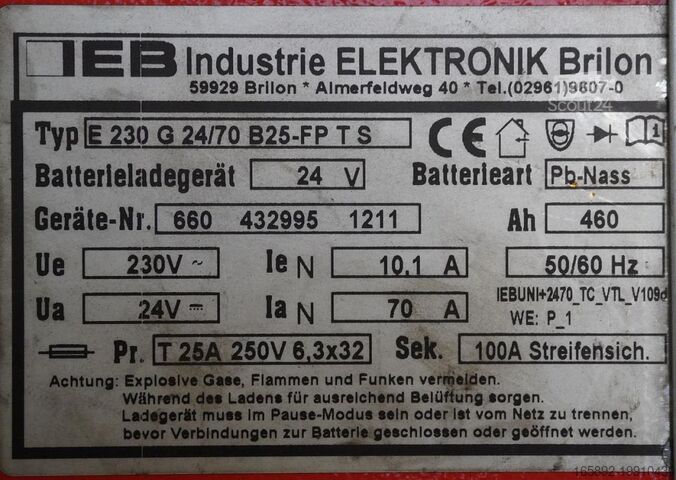 IEB Industrie ELEKTRONIK Brilon
59929 Brilon * Almerfeldweg 40 * Tel.(02961)9607-0
Scout24
Typ E 230 G 24/70 B25-FP T S CE 1
Batterieladegerät 24 V Batterieart Pb-Nass
Geräte-Nr. 660 432995 1211 Ah 460
Ue 230V ~ Ie N 10,1 A 50/60 Hz
Ua 24V ⎓ Ia N 70 A IEBUNI+2470_TC_VTL_V109d
WE: P_1
Pr. T 25A 250V 6,3x32 Sek. 100A Streifensich.
Achtung: Explosive Gase, Flammen und Funken vermeiden.
Während des Ladens für ausreichend Belüftung sorgen.
Ladegerät muss im Pause-Modus sein oder ist vom Netz zu trennen,
bevor Verbindungen zur Batterie geschlossen oder geöffnet werden.